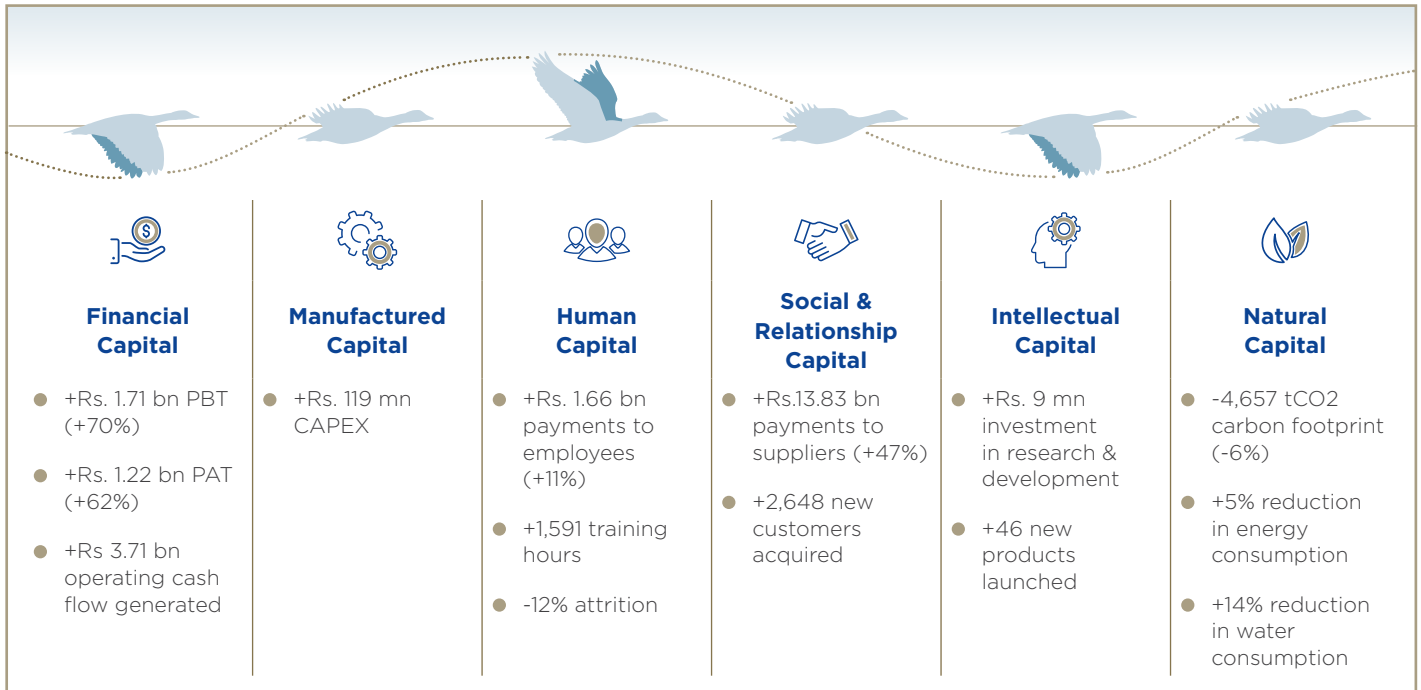 $
Financial
Capital
+Rs. 1.71 bn PBT
(+70%)
+Rs. 1.22 bn PAT
(+62%)
+Rs 3.71 bn
operating cash
flow generated
Manufactured
Capital
+Rs. 119 mn
CAPEX
Human
Capital
+Rs. 1.66 bn
payments to
employees
(+11%)
+1,591 training
hours
-12% attrition
Social &
Relationship
Capital
+Rs.13.83 bn
payments to
suppliers (+47%)
+2,648 new
customers
acquired
Intellectual
Capital
+Rs. 9 mn
investment
in research &
development
+46 new
products
launched
Natural
Capital
-4,657 tCO2
carbon footprint
(-6%)
+5% reduction
in energy
consumption
+14% reduction
in water
consumption